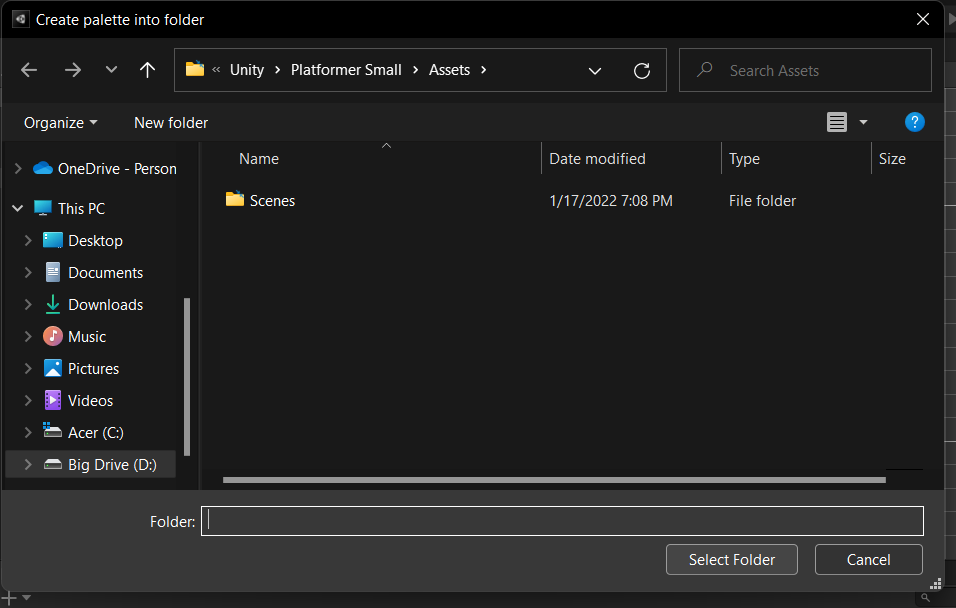 Create palette into folder
« Unity › Platformer Small › Assets ›
Search Assets
Organize
New folder
?
Name
Date modified
Type
Size
OneDrive - Person
This PC
Desktop
Documents
Downloads
Music
Pictures
Videos
Acer (C:)
Big Drive (D:)
Scenes
1/17/2022 7:08 PM
File folder
Folder:
Select Folder
Cancel